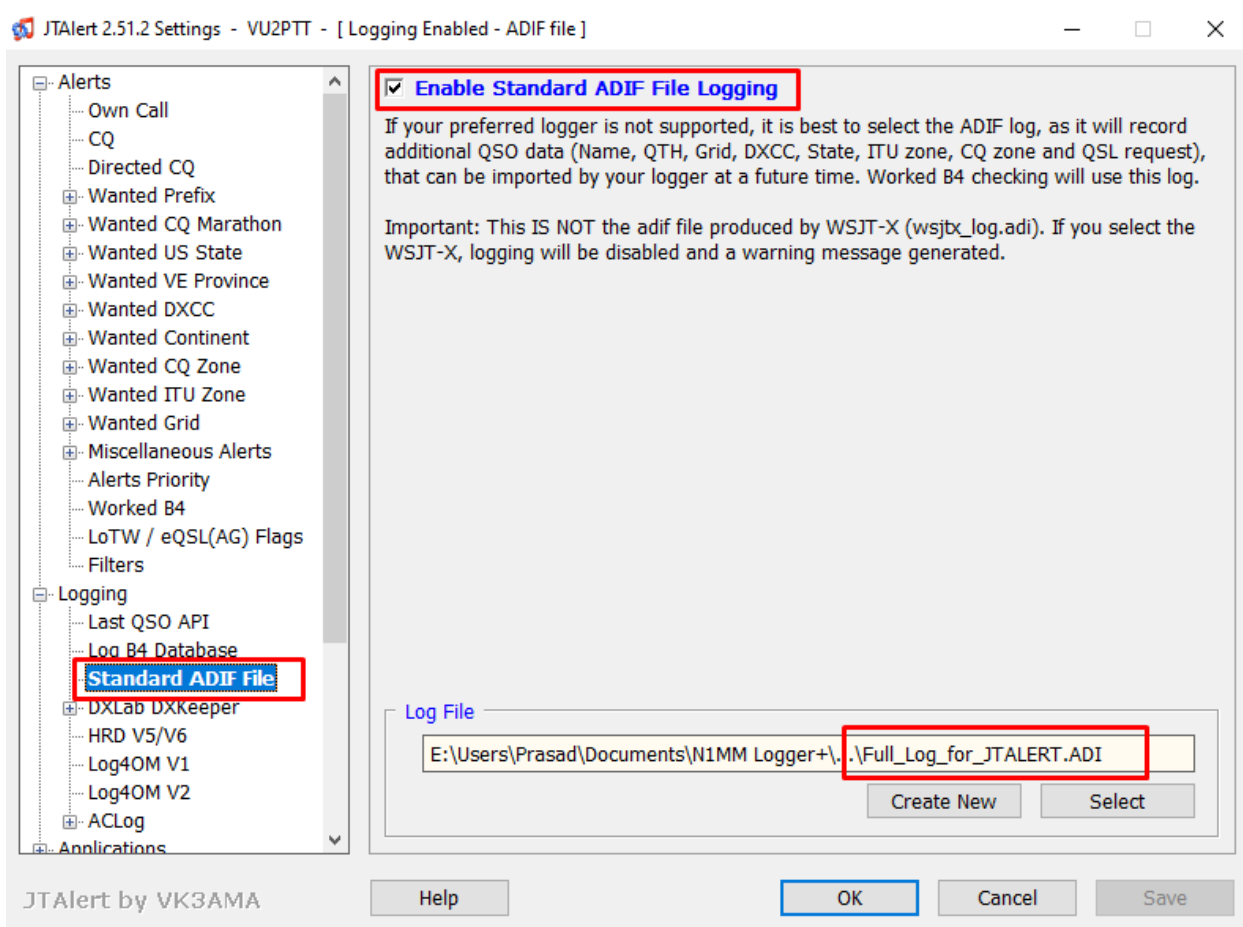 JTAlert 2.51.2 Settings - VU2PTT - [ Logging Enabled - ADIF file ]
Alerts
Own Call
CQ
Directed CQ
Wanted Prefix
Wanted CQ Marathon
Wanted US State
Wanted VE Province
Wanted DXCC
Wanted Continent
Wanted CQ Zone
Wanted ITU Zone
Wanted Grid
Miscellaneous Alerts
Alerts Priority
Worked B4
LoTW / eQSL(AG) Flags
Filters
Logging
Last QSO API
Log B4 Database
Standard ADIF File
DXLab DXKeeper
HRD V5/V6
Log4OM V1
Log4OM V2
ACLog
Applications
Enable Standard ADIF File Logging
If your preferred logger is not supported, it is best to select the ADIF log, as it will record
additional QSO data (Name, QTH, Grid, DXCC, State, ITU zone, CQ zone and QSL request),
that can be imported by your logger at a future time. Worked B4 checking will use this log.
Important: This IS NOT the adif file produced by WSJT-X (wsjtx_log.adi). If you select the
WSJT-X, logging will be disabled and a warning message generated.
Log File
E:\Users\Prasad\Documents\N1MM Logger+\...\Full_Log_for_JTALERT.ADI
Create New
Select
JTAlert by VK3AMA
Help
OK
Cancel
Save